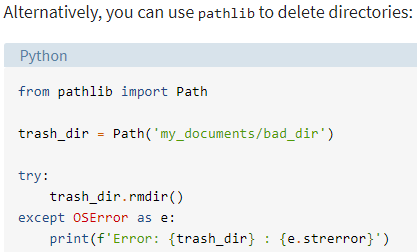 Alternatively, you can use pathlib to delete directories:
Python
from pathlib import Path
trash_dir = Path('my_documents/bad_dir')
try:
    trash_dir.rmdir()
except OSError as e:
    print(f'Error: {trash_dir} : {e.strerror}')